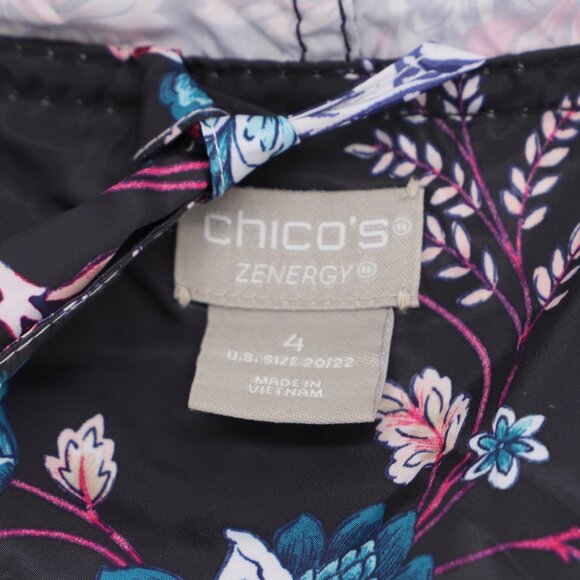 chico's®
ZENERGY®
4
U.S. SIZE 20/22
MADE IN
VIETNAM